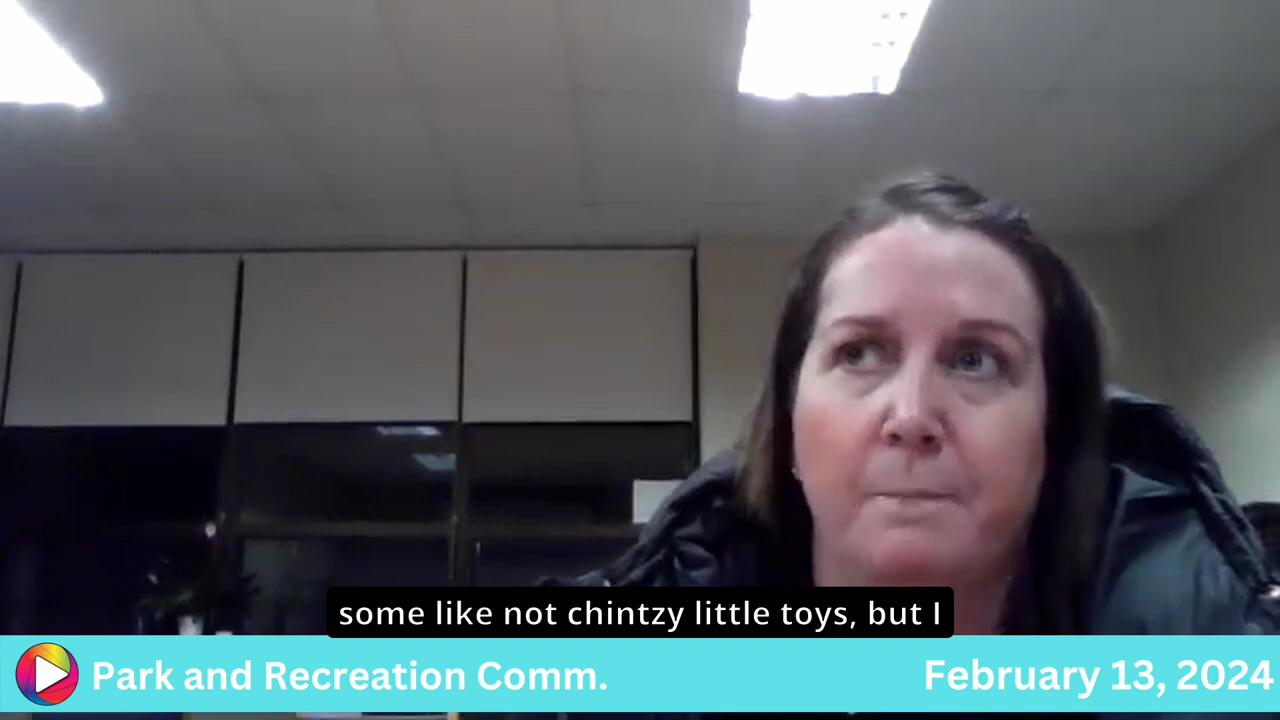 some like not chintzy little toys, but I
Park and Recreation Comm.
February 13, 2024